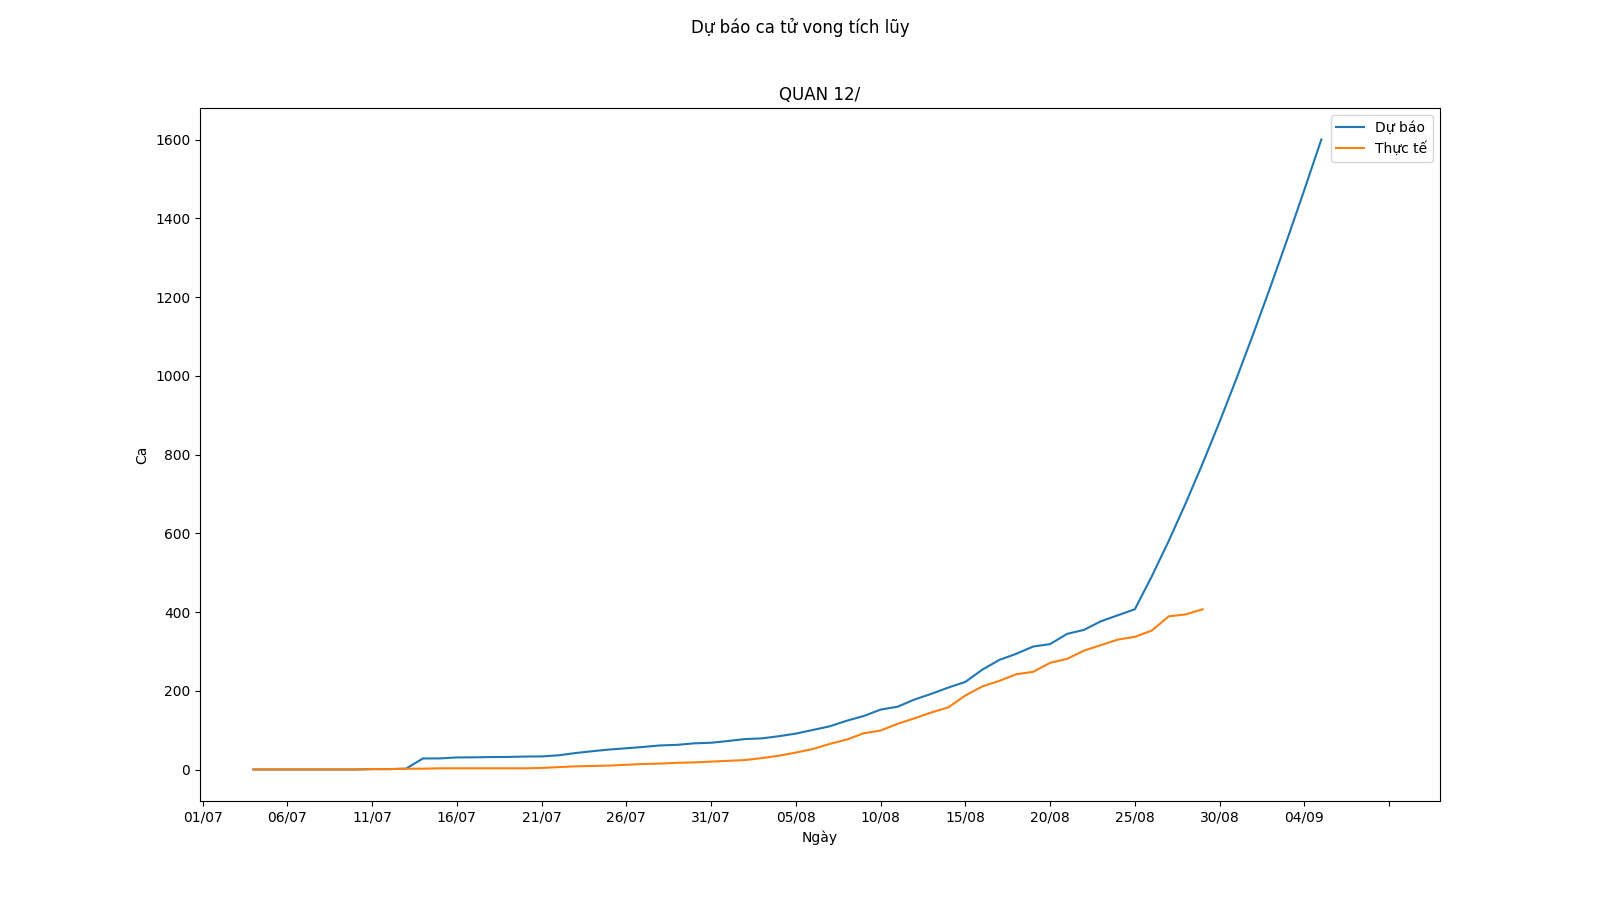 Dự báo ca tử vong tích lũy
QUAN 12/
Dự báo
Thực tế
1600
1400
1200
1000
800
600
400
200
0
Ca
01/07 06/07 11/07 16/07 21/07 26/07 31/07 05/08 10/08 15/08 20/08 25/08 30/08 04/09
Ngày